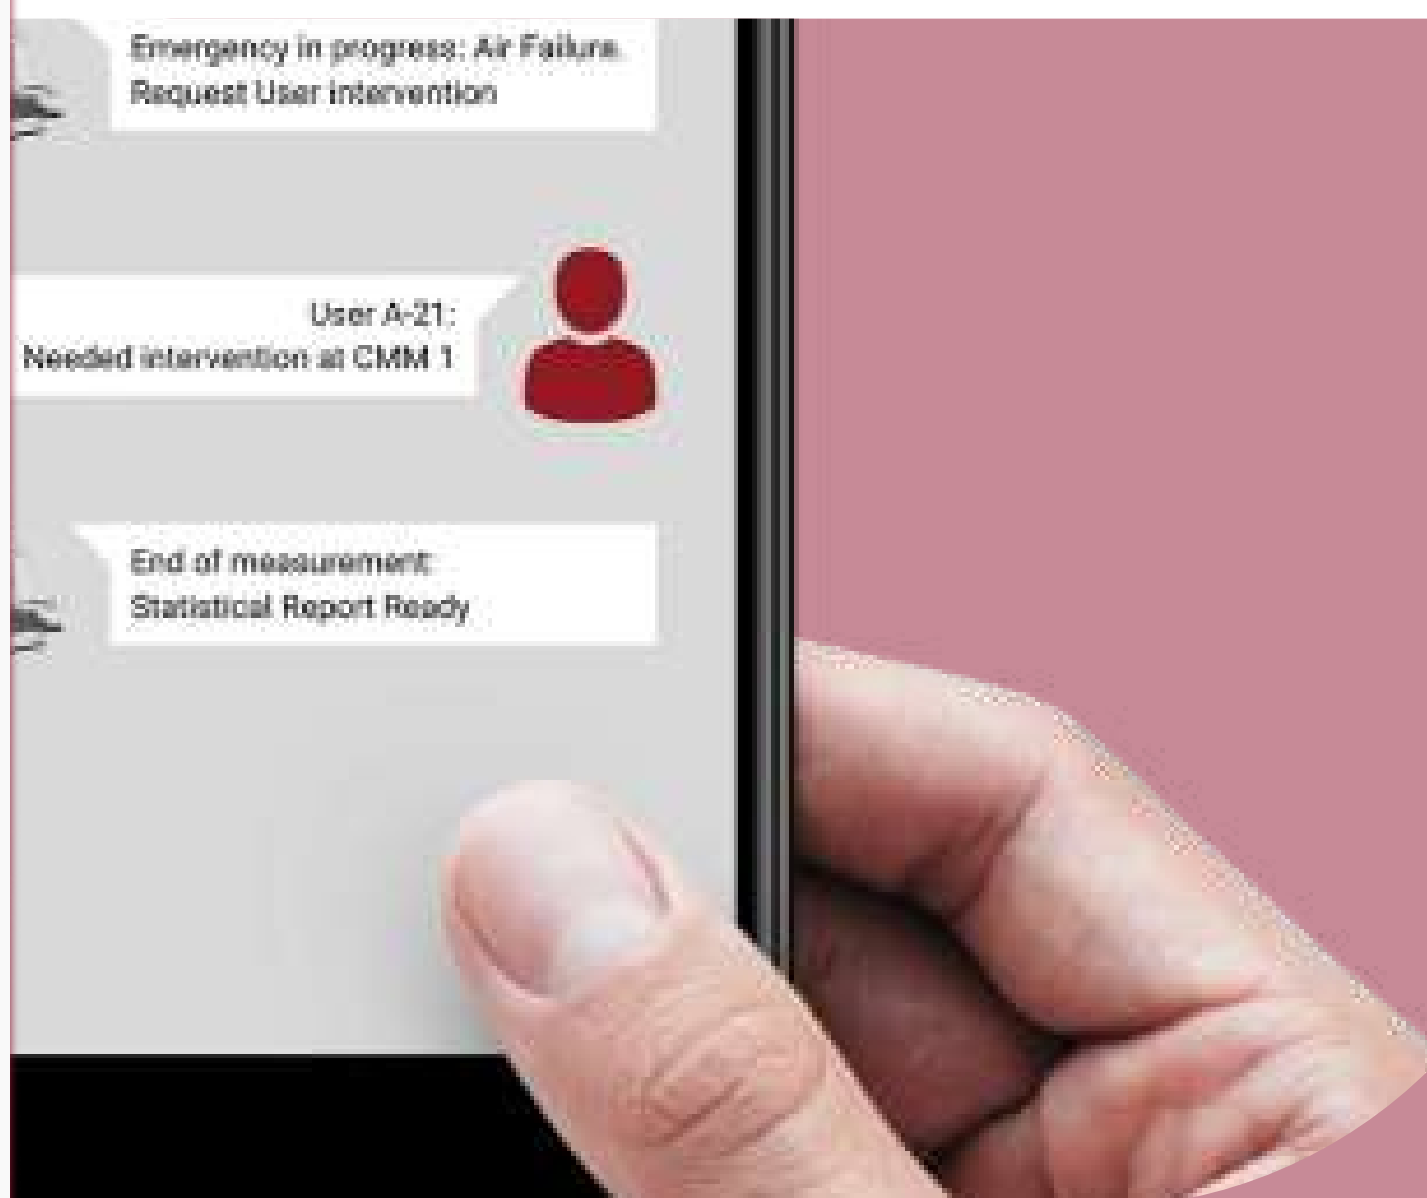 Emergency in progress: Air Failure.
Request User intervention
User A-21:
Needed intervention at CMM 1
End of measurement:
Statistical Report Ready